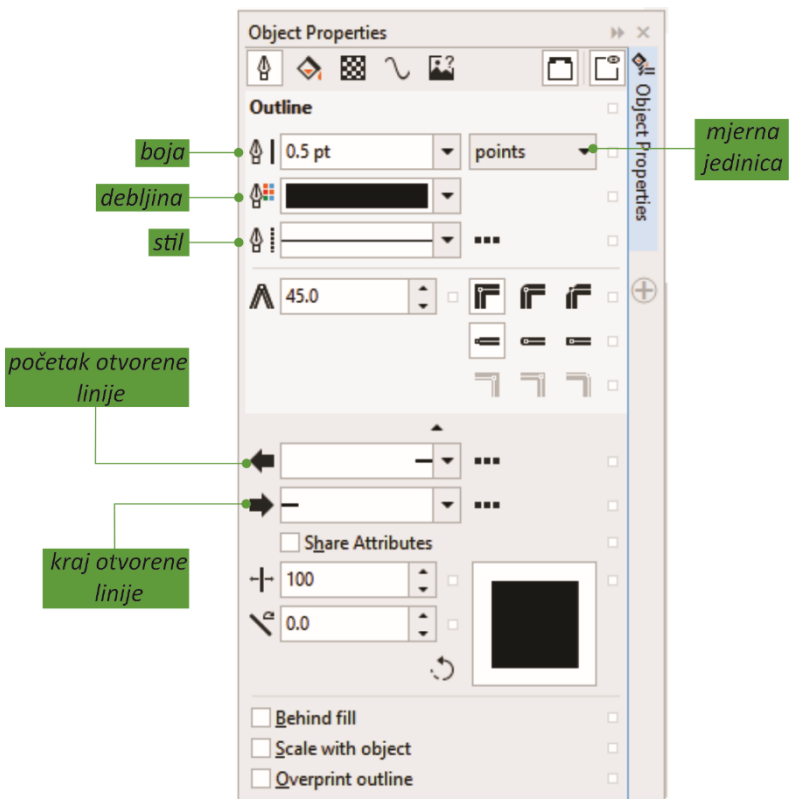 Object Properties
Outline
boja
0.5 pt
points
mjerna
jedinica
Object Properties
debljina
stil
45.0
početak otvorene
linije
Share Attributes
kraj otvorene
linije
100
0.0
Behind fill
Scale with object
Overprint outline